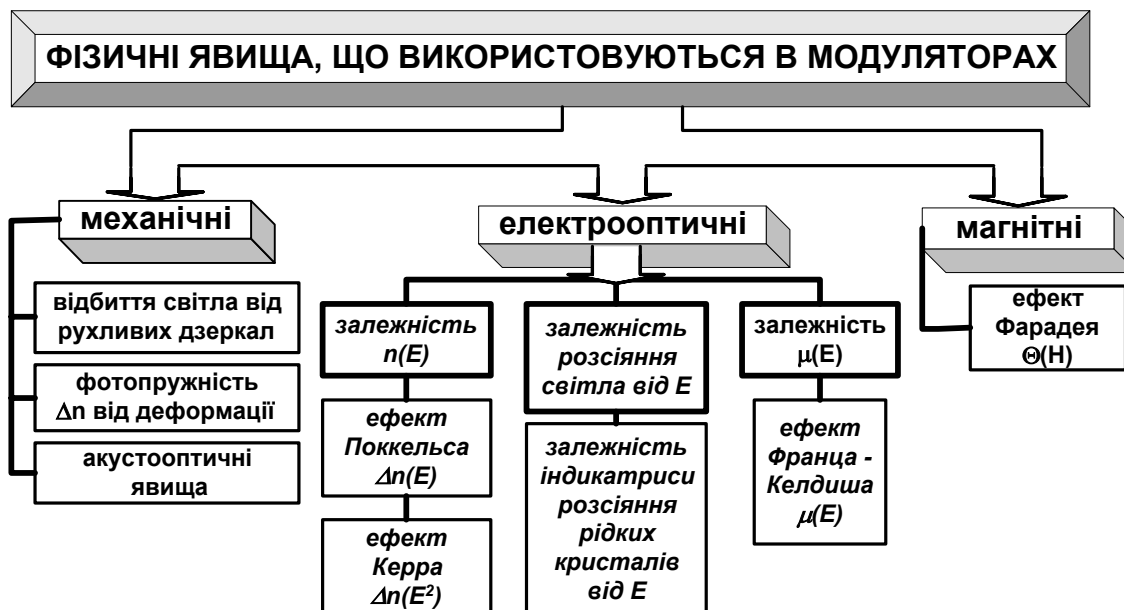 ФІЗИЧНІ ЯВИЩА, ЩО ВИКОРИСТОВУЮТЬСЯ В МОДУЛЯТОРАХ
механічні
відбиття світла від
рухливих дзеркал
фотопружність
Δn від деформації
акустооптичні
явища
електрооптичні
залежність
n(E)
ефект
Поккельса
Δn(E)
ефект
Керра
Δn(E²)
залежність
розсіяння
світла від E
залежність
індикатриси
розсіяння
рідких
кристалів
від E
залежність
μ(E)
ефект
Франца -
Келдиша
μ(E)
магнітні
ефект
Фарадея
Θ(H)